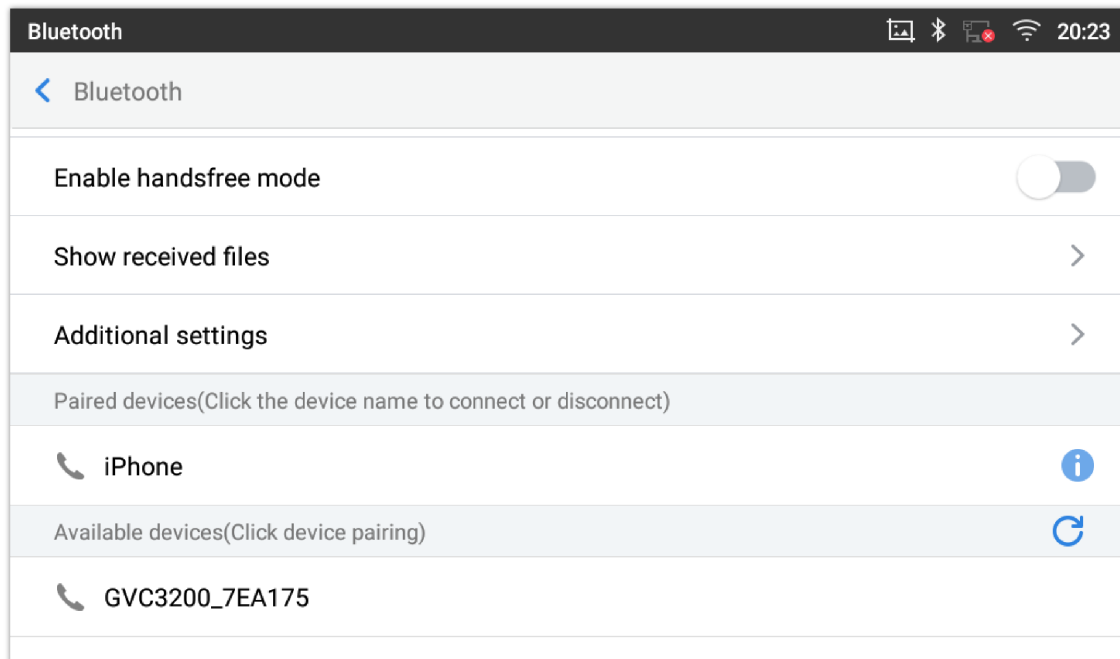 Bluetooth 20:23
Bluetooth
Enable handsfree mode
Show received files
Additional settings
Paired devices(Click the device name to connect or disconnect)
iPhone
Available devices(Click device pairing)
GVC3200_7EA175